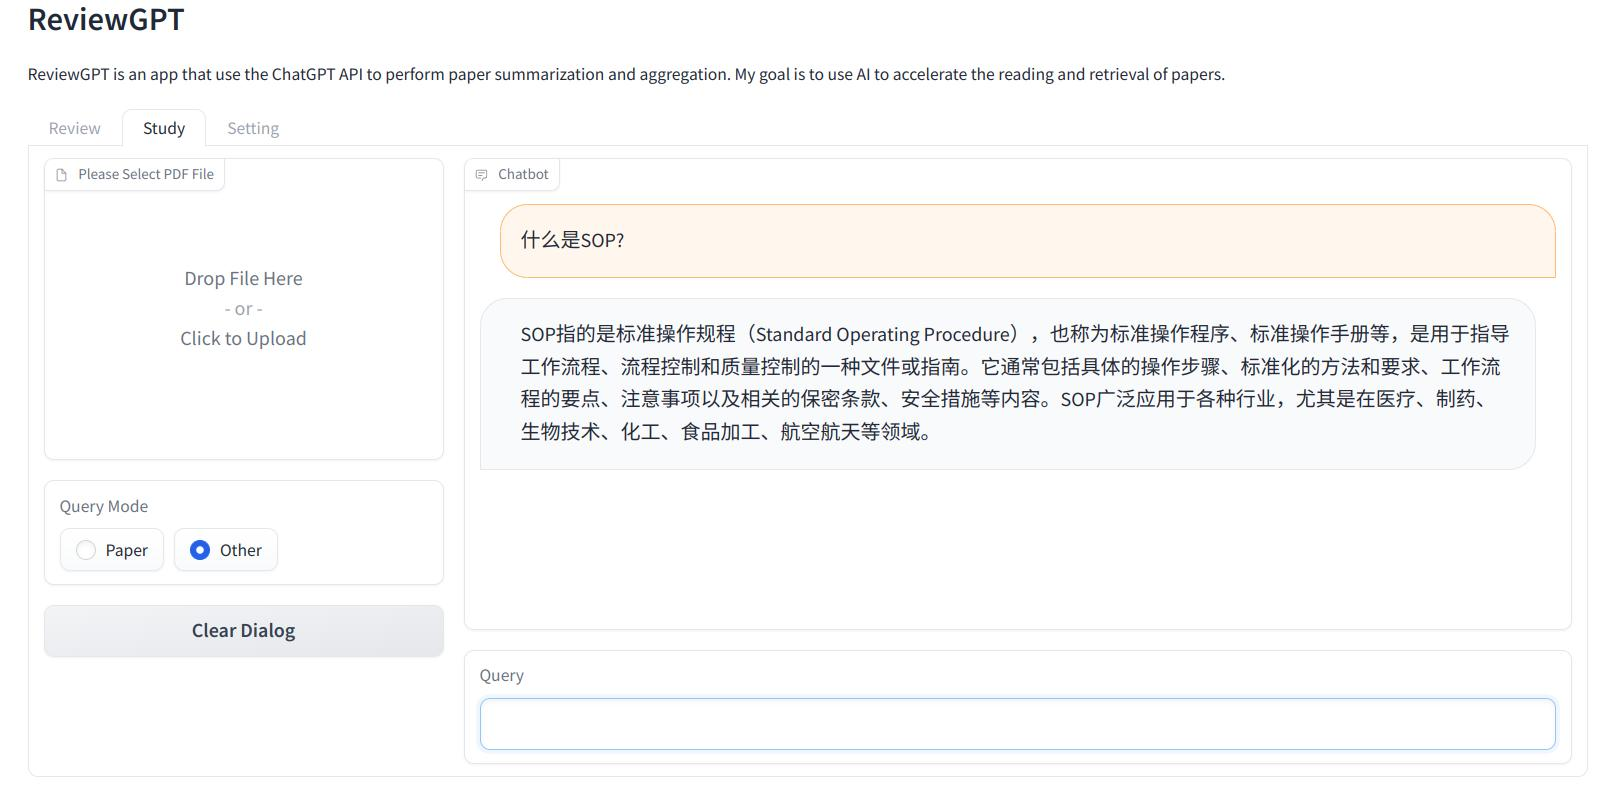 ReviewGPT
ReviewGPT is an app that use the ChatGPT API to perform paper summarization and aggregation. My goal is to use AI to accelerate the reading and retrieval of papers.
Review
Study
Setting
Please Select PDF File
Drop File Here
- or -
Click to Upload
Query Mode
Paper
Other
Clear Dialog
Chatbot
什么是SOP?
SOP指的是标准操作规程（Standard Operating Procedure），也称为标准操作程序、标准操作手册等，是用于指导
工作流程、流程控制和质量控制的一种文件或指南。它通常包括具体的操作步骤、标准化的方法和要求、工作流
程的要点、注意事项以及相关的保密条款、安全措施等内容。SOP广泛应用于各种行业，尤其是在医疗、制药、
生物技术、化工、食品加工、航空航天等领域。
Query